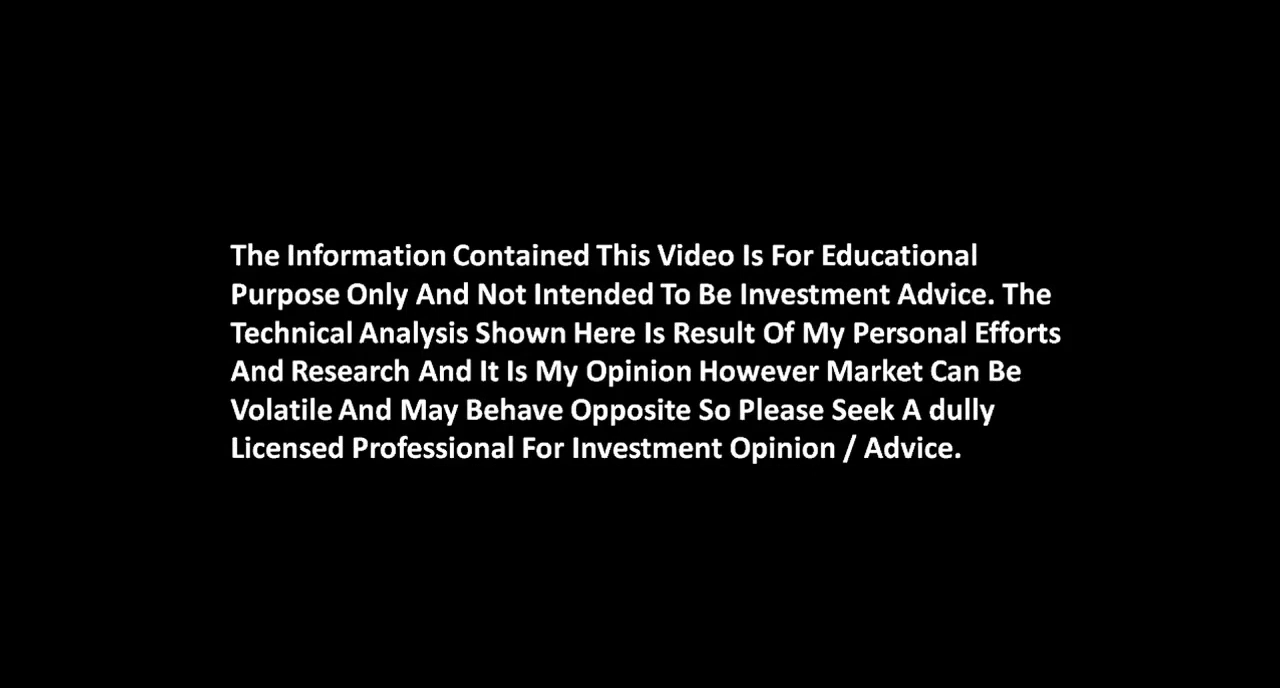 The Information Contained This Video Is For Educational
Purpose Only And Not Intended To Be Investment Advice. The
Technical Analysis Shown Here Is Result Of My Personal Efforts
And Research And It Is My Opinion However Market Can Be
Volatile And May Behave Opposite So Please Seek A dully
Licensed Professional For Investment Opinion / Advice.